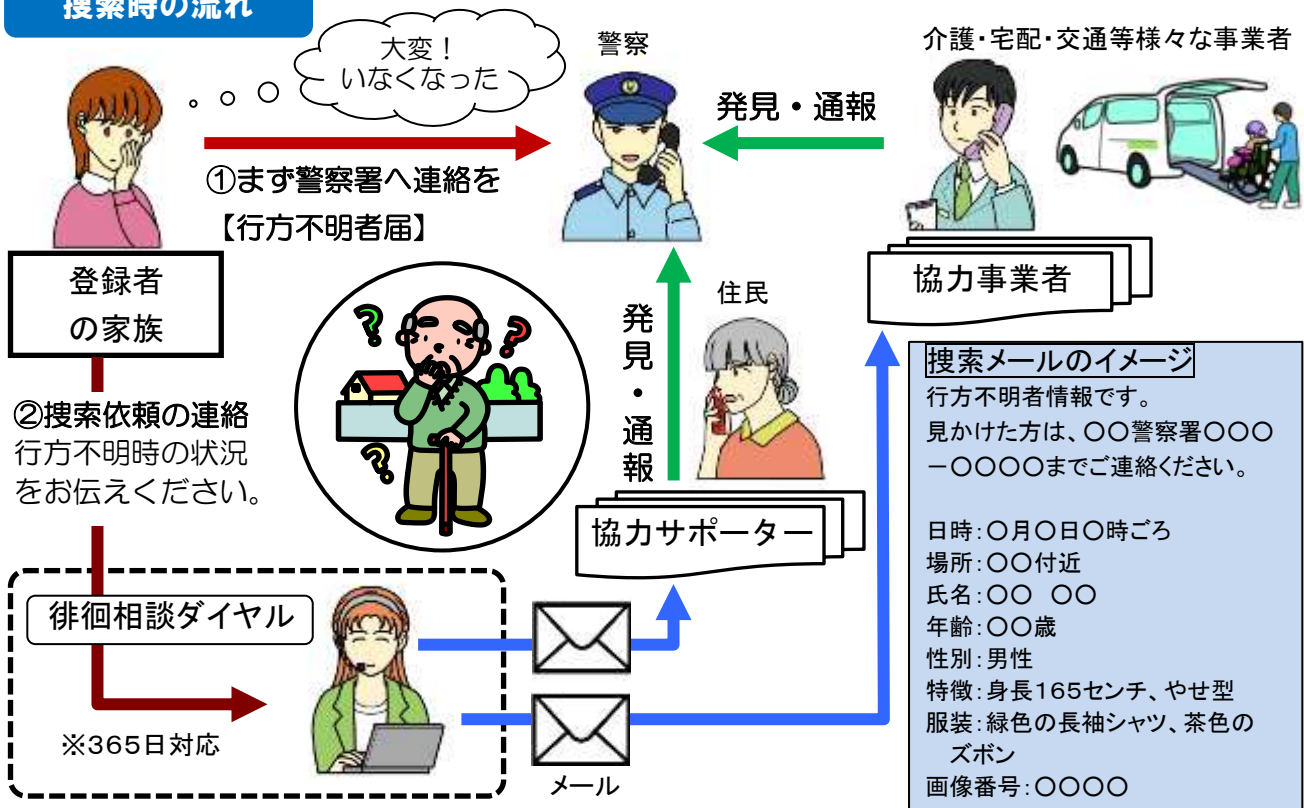 捜索時の流れ
大変！
いなくなった
警察
介護・宅配・交通等様々な事業者
発見・通報
①まず警察署へ連絡を
【行方不明者届】
登録者
の家族
協力事業者
住民
発見・通報
②捜索依頼の連絡
行方不明時の状況
をお伝えください。
協力サポーター
徘徊相談ダイヤル
※365日対応
メール
捜索メールのイメージ
行方不明者情報です。
見かけた方は、〇〇警察署〇〇〇
－〇〇〇〇までご連絡ください。
日時：〇月〇日〇時ごろ
場所：〇〇付近
氏名：〇〇　〇〇
年齢：〇〇歳
性別：男性
特徴：身長165センチ、やせ型
服装：緑色の長袖シャツ、茶色の
ズボン
画像番号：〇〇〇〇